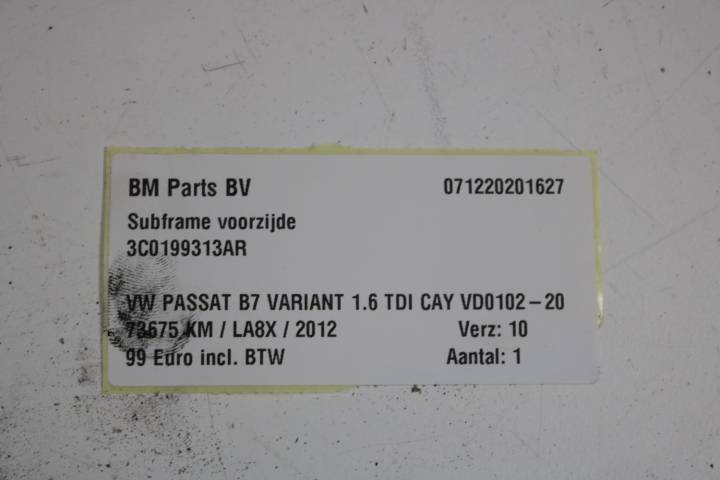 BM Parts BV 071220201627
Subframe voorzijde
3C0199313AR
VW PASSAT B7 VARIANT 1.6 TDI CAY VD0102-20
73675 KM / LA8X / 2012 Verz: 10
99 Euro incl. BTW Aantal: 1